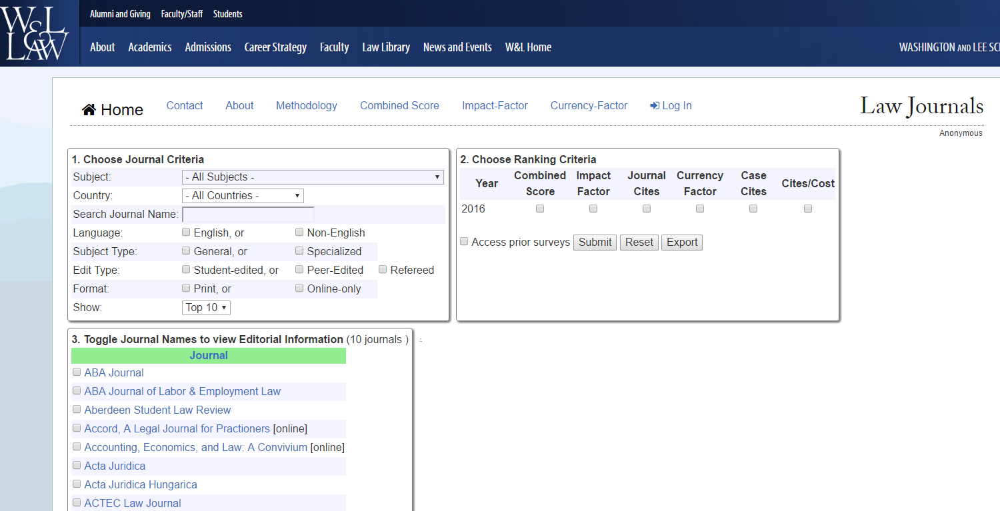 W&L
LAW
Alumni and Giving Faculty/Staff Students
About Academics Admissions Career Strategy Faculty Law Library News and Events W&L Home
WASHINGTON AND LEE SC
Home Contact About Methodology Combined Score Impact-Factor Currency-Factor Log In
Law Journals
Anonymous
1. Choose Journal Criteria
Subject: - All Subjects -
Country: - All Countries -
Search Journal Name:
Language: English, or Non-English
Subject Type: General, or Specialized
Edit Type: Student-edited, or Peer-Edited Refereed
Format: Print, or Online-only
Show: Top 10
2. Choose Ranking Criteria
Year Combined Score Impact Factor Journal Cites Currency Factor Case Cites Cites/Cost
2016
Access prior surveys Submit Reset Export
3. Toggle Journal Names to view Editorial Information (10 journals )
Journal
ABA Journal
ABA Journal of Labor & Employment Law
Aberdeen Student Law Review
Accord, A Legal Journal for Practioners [online]
Accounting, Economics, and Law: A Convivium [online]
Acta Juridica
Acta Juridica Hungarica
ACTEC Law Journal